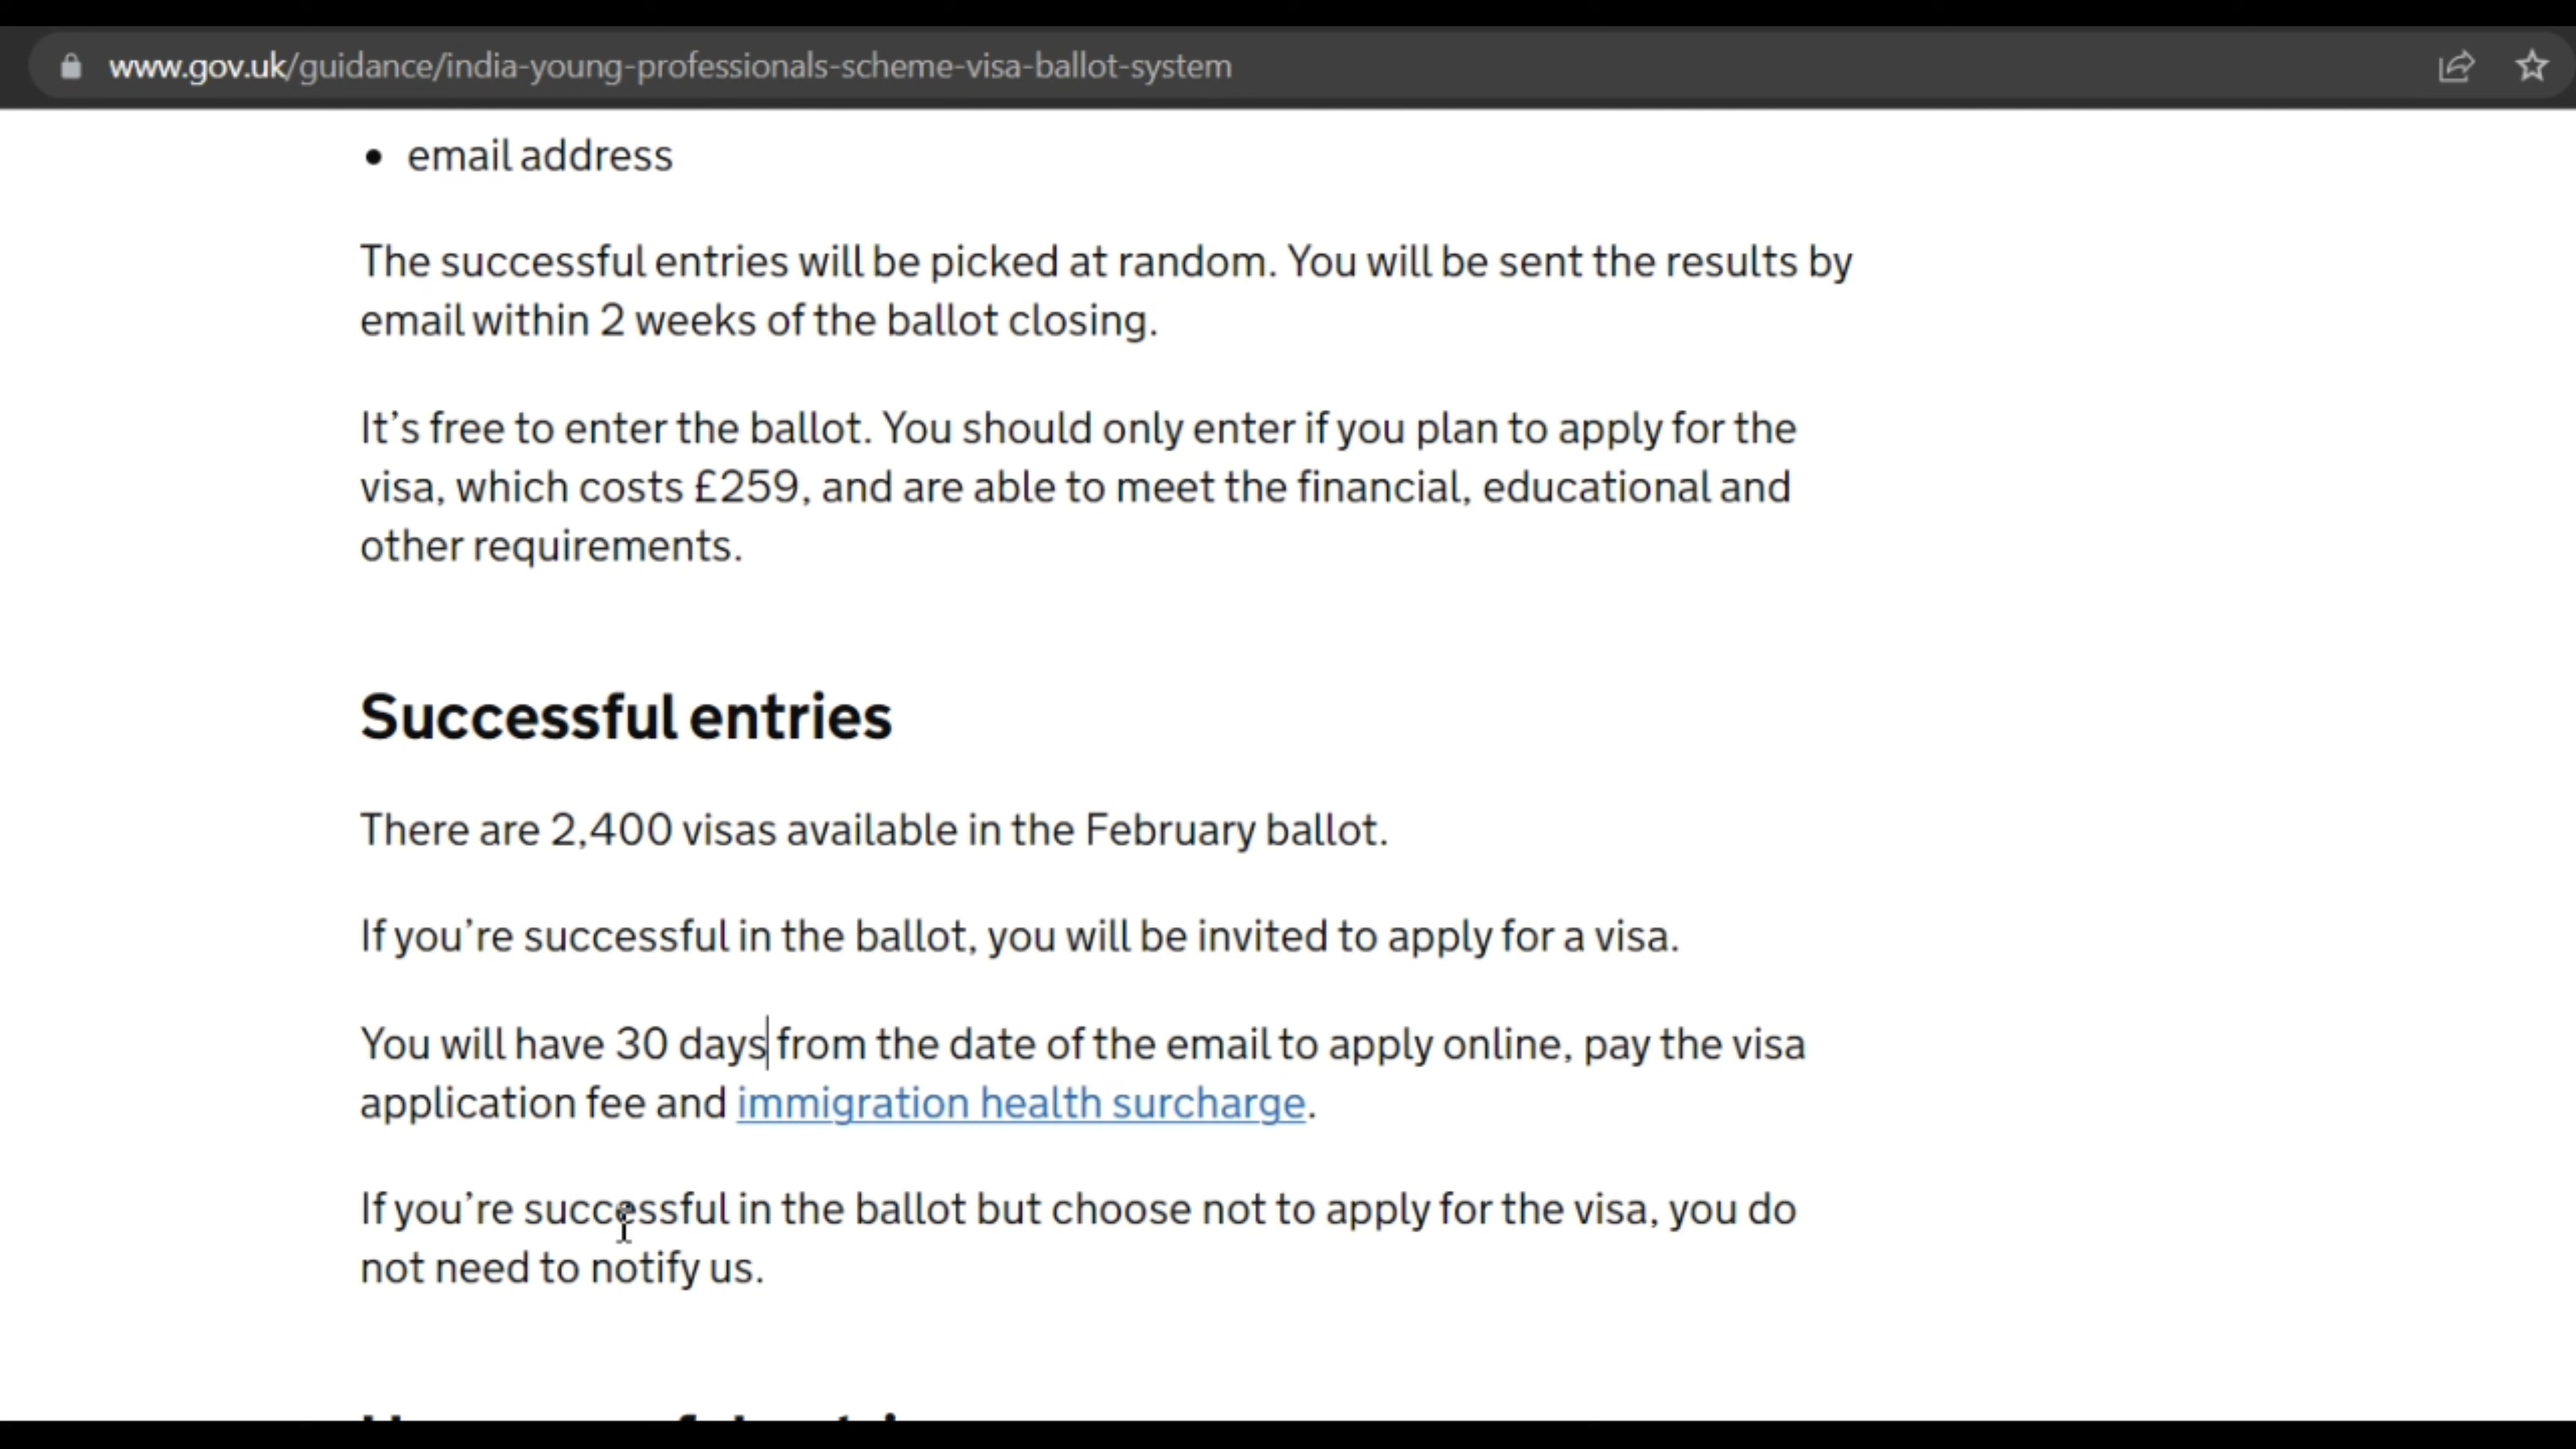 www.gov.uk/guidance/india-young-professionals-scheme-visa-ballot-system
• email address
The successful entries will be picked at random. You will be sent the results by
email within 2 weeks of the ballot closing.
It’s free to enter the ballot. You should only enter if you plan to apply for the
visa, which costs £259, and are able to meet the financial, educational and
other requirements.
Successful entries
There are 2,400 visas available in the February ballot.
If you’re successful in the ballot, you will be invited to apply for a visa.
You will have 30 days from the date of the email to apply online, pay the visa
application fee and immigration health surcharge.
If you’re successful in the ballot but choose not to apply for the visa, you do
not need to notify us.